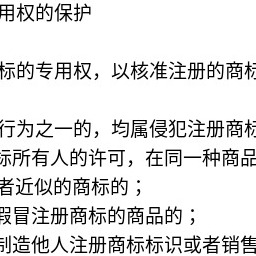 用权的保护
标的专用权，以核准注册的商标
行为之一的，均属侵犯注册商标
标所有人的许可，在同一种商品
者近似的商标的；
假冒注册商标的商品的；
制造他人注册商标标识或者销售